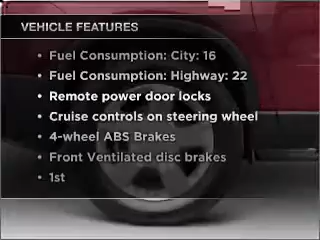 VEHICLE FEATURES
• Fuel Consumption: City: 16
• Fuel Consumption: Highway: 22
• Remote power door locks
• Cruise controls on steering wheel
• 4-wheel ABS Brakes
• Front Ventilated disc brakes
• 1st